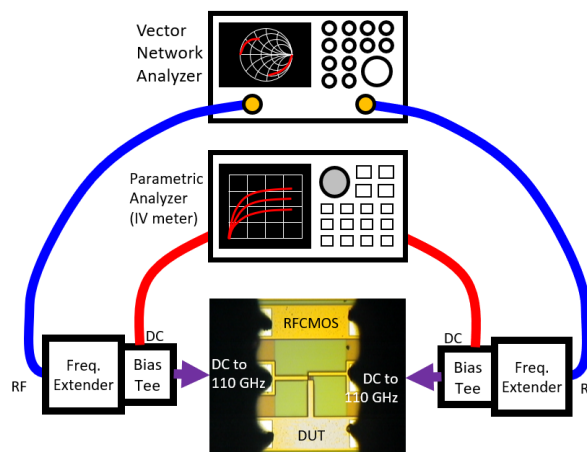 Vector
Network
Analyzer
Parametric
Analyzer
(IV meter)
DC
RF
Freq.
Extender
Bias
Tee
DC to
110 GHz
RFCMOS
DUT
DC to
110 GHz
DC
Bias
Tee
Freq.
Extender
R